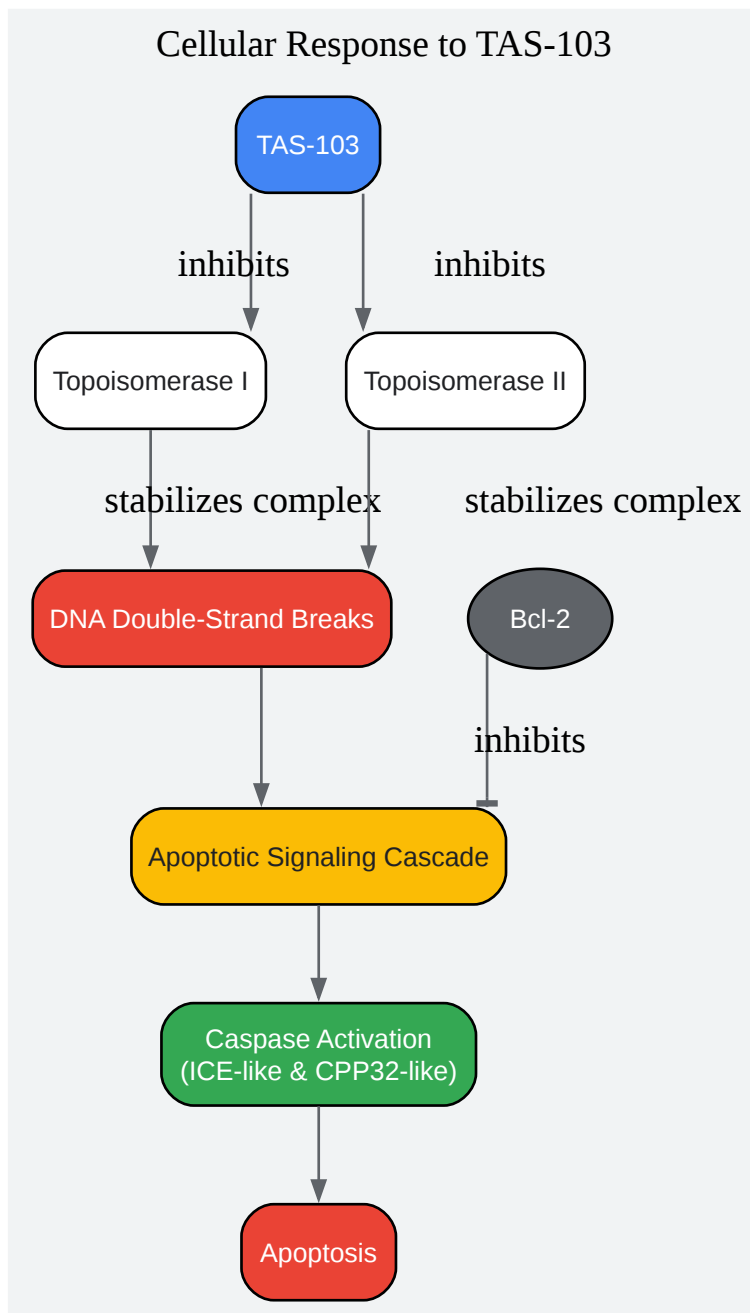 Cellular Response to TAS-103
TAS-103
inhibits
inhibits
Topoisomerase I
Topoisomerase II
stabilizes complex
stabilizes complex
DNA Double-Strand Breaks
Bcl-2
inhibits
Apoptotic Signaling Cascade
Caspase Activation
(ICE-like & CPP32-like)
Apoptosis